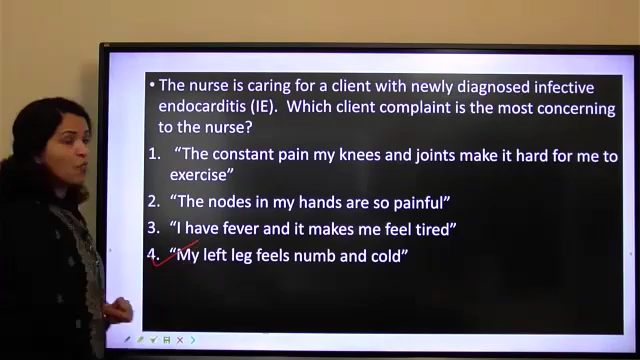 • The nurse is caring for a client with newly diagnosed infective
endocarditis (IE). Which client complaint is the most concerning
to the nurse?
1. "The constant pain my knees and joints make it hard for me to
exercise"
2. "The nodes in my hands are so painful"
3. "I have fever and it makes me feel tired"
4. "My left leg feels numb and cold"